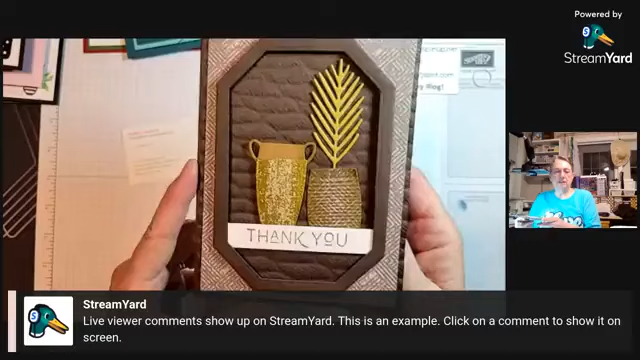 Powered by
StreamYard
y Blog!
THANK YOU
StreamYard
Live viewer comments show up on StreamYard. This is an example. Click on a comment to show it on
screen.